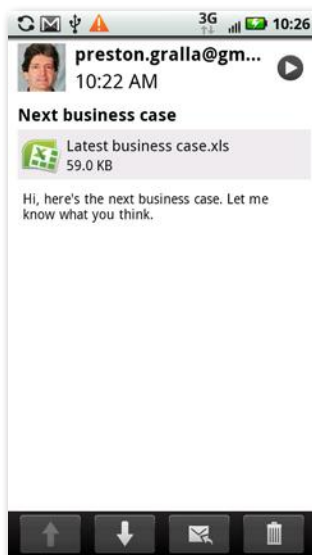 3G 10:26
preston.gralla@gm...
10:22 AM
Next business case
Latest business case.xls
59.0 KB
Hi, here's the next business case. Let me
know what you think.